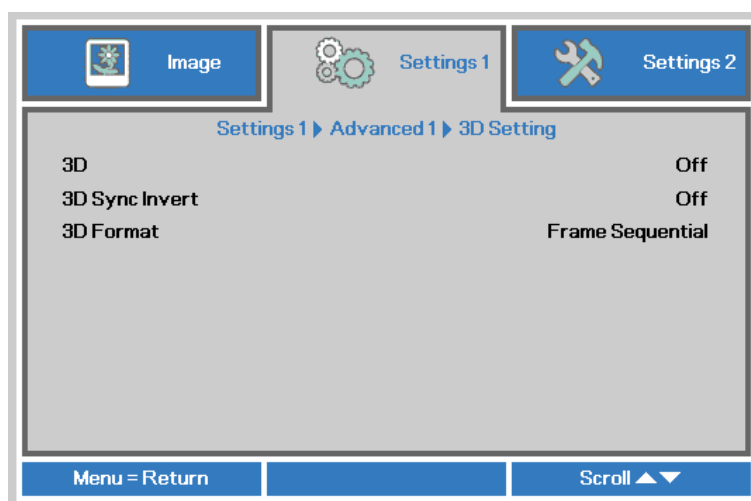 Image
Settings 1
Settings 2
Settings 1 ▶ Advanced 1 ▶ 3D Setting
3D Off
3D Sync Invert Off
3D Format Frame Sequential
Menu = Return
Scroll ▲▼